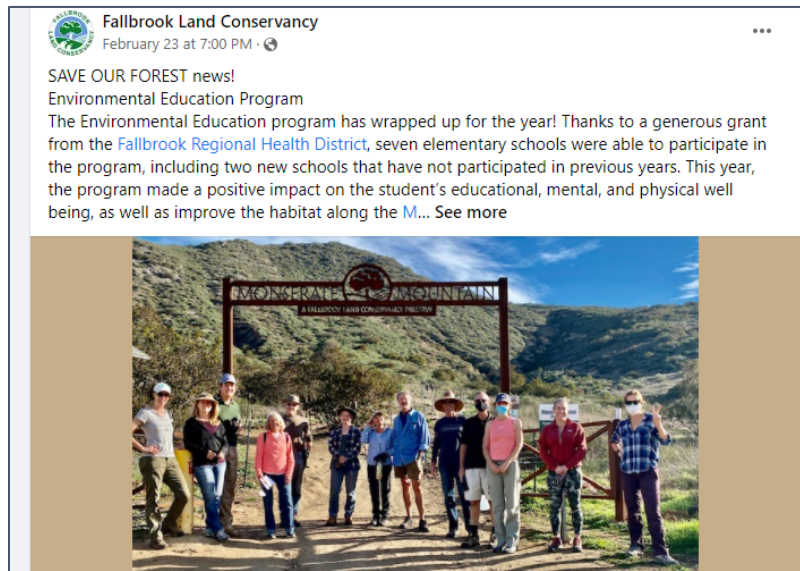 FALLBROOK
LAND CONSERVANCY
Fallbrook Land Conservancy
February 23 at 7:00 PM ·
SAVE OUR FOREST news!
Environmental Education Program
The Environmental Education program has wrapped up for the year! Thanks to a generous grant
from the Fallbrook Regional Health District, seven elementary schools were able to participate in
the program, including two new schools that have not participated in previous years. This year,
the program made a positive impact on the student's educational, mental, and physical well
being, as well as improve the habitat along the M... See more
MONSERATE MOUNTAIN
A FALLBROOK LAND CONSERVANCY PRESERVE